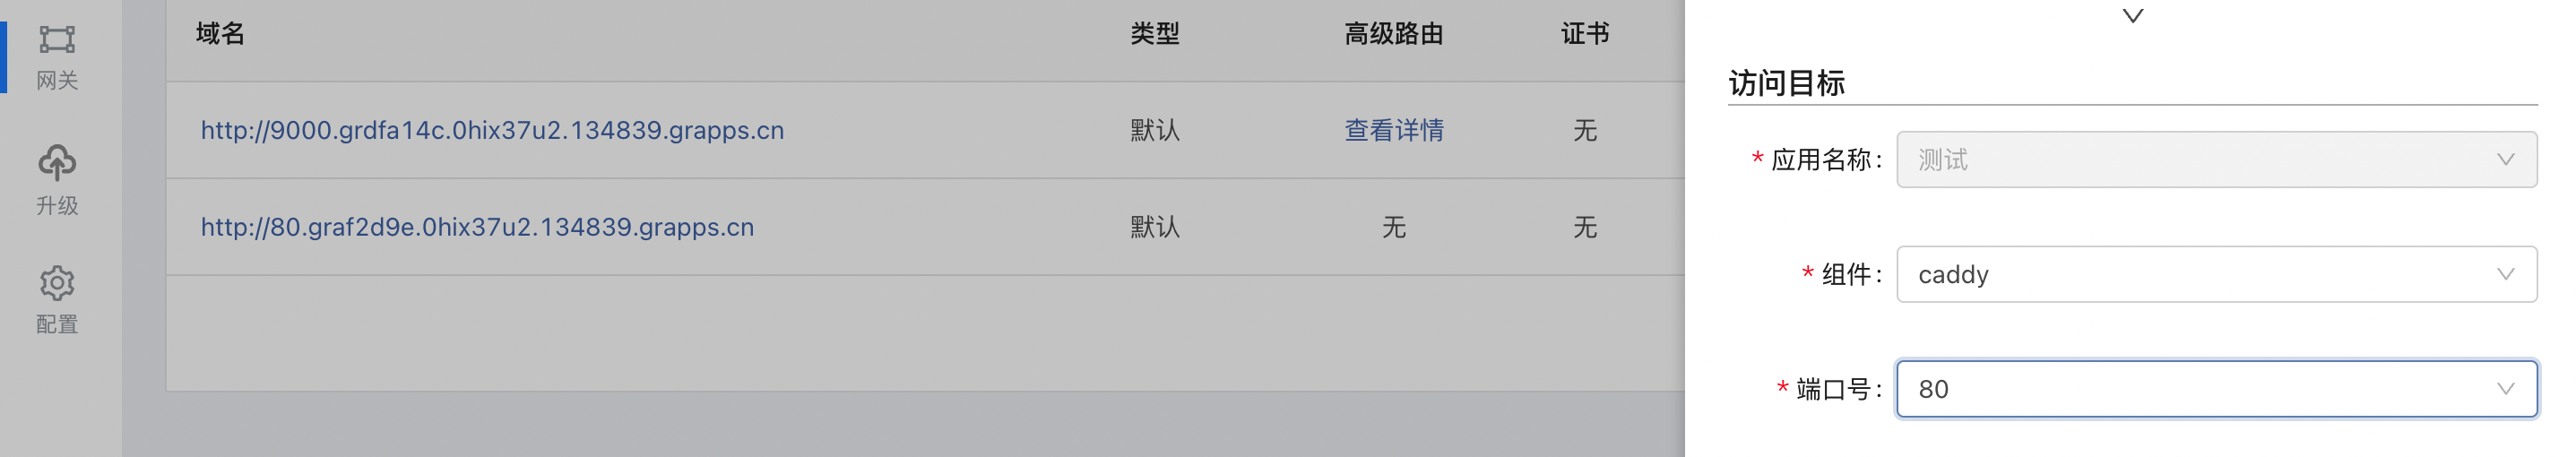 网关
升级
配置
域名 类型 高级路由 证书
http://9000.grdfa14c.0hix37u2.134839.grapps.cn 默认 查看详情 无
http://80.graf2d9e.0hix37u2.134839.grapps.cn 默认 无 无
访问目标
* 应用名称: 测试
* 组件: caddy
* 端口号: 80